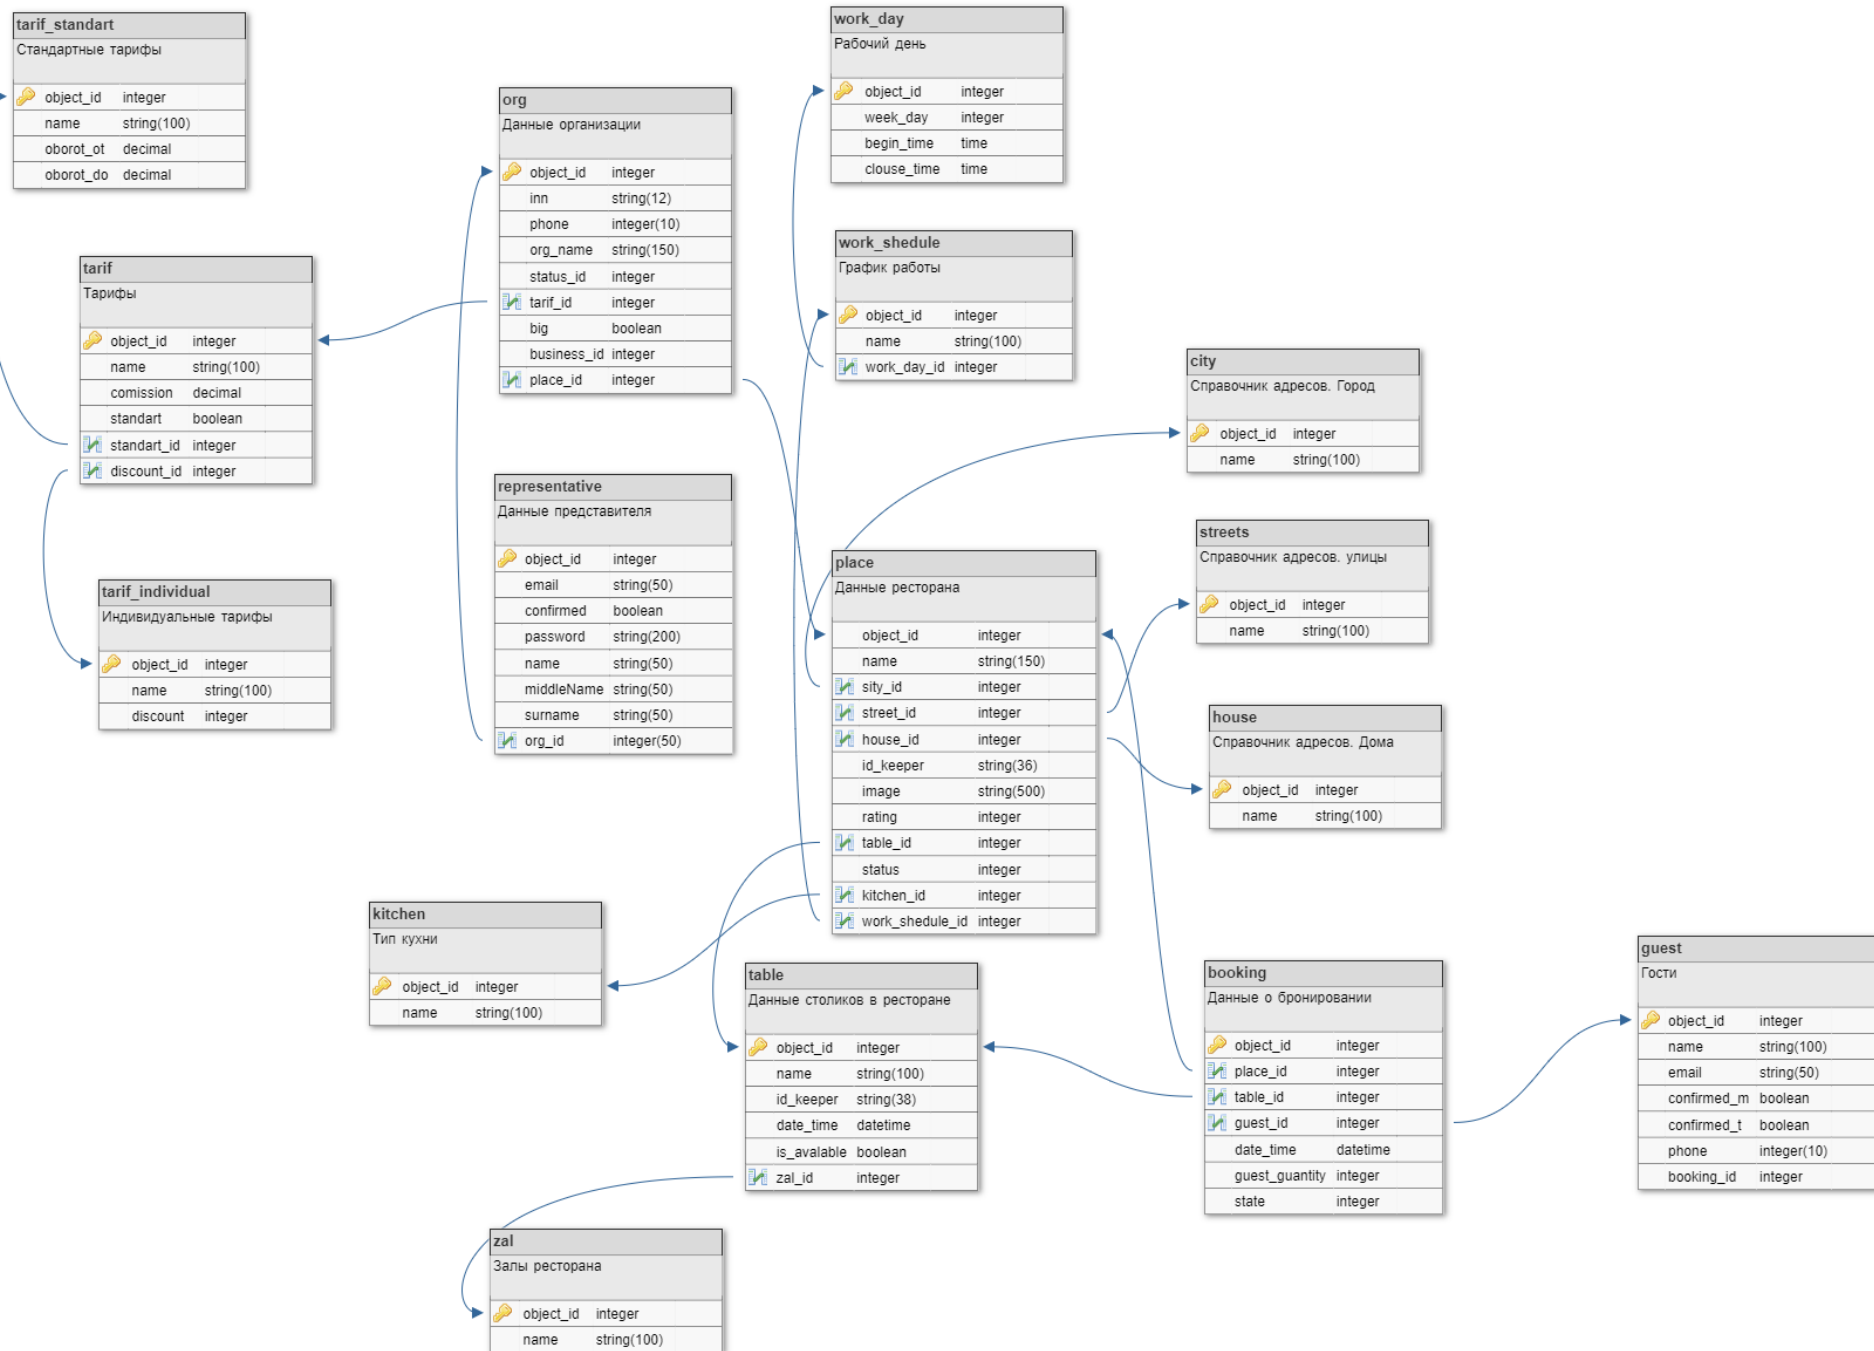 tarif_standart
Стандартные тарифы
object_id integer
name string(100)
oborot_ot decimal
oborot_do decimal
tarif
Тарифы
object_id integer
name string(100)
comission decimal
standart boolean
standart_id integer
discount_id integer
tarif_individual
Индивидуальные тарифы
object_id integer
name string(100)
discount integer
org
Данные организации
object_id integer
inn string(12)
phone integer(10)
org_name string(150)
status_id integer
tarif_id integer
big boolean
business_id integer
place_id integer
representative
Данные представителя
object_id integer
email string(50)
confirmed boolean
password string(200)
name string(50)
middleName string(50)
surname string(50)
org_id integer(50)
kitchen
Тип кухни
object_id integer
name string(100)
work_day
Рабочий день
object_id integer
week_day integer
begin_time time
clouse_time time
work_shedule
График работы
object_id integer
name string(100)
work_day_id integer
place
Данные ресторана
object_id integer
name string(150)
sity_id integer
street_id integer
house_id integer
id_keeper string(36)
image string(500)
rating integer
table_id integer
status integer
kitchen_id integer
work_shedule_id integer
table
Данные столиков в ресторане
object_id integer
name string(100)
id_keeper string(38)
date_time datetime
is_avalable boolean
zal_id integer
zal
Залы ресторана
object_id integer
name string(100)
city
Справочник адресов. Город
object_id integer
name string(100)
streets
Справочник адресов. улицы
object_id integer
name string(100)
house
Справочник адресов. Дома
object_id integer
name string(100)
booking
Данные о бронировании
object_id integer
place_id integer
table_id integer
guest_id integer
date_time datetime
guest_guantity integer
state integer
guest
Гости
object_id integer
name string(100)
email string(50)
confirmed_m boolean
confirmed_t boolean
phone integer(10)
booking_id integer